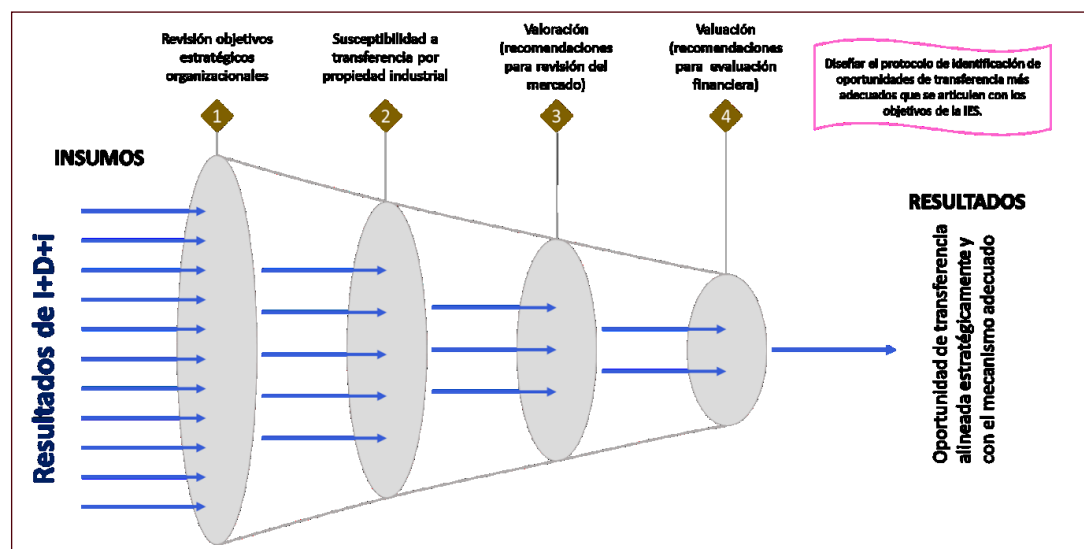 Revisión objetivos
estratégicos
organizacionales
1
Susceptibilidad a
transferencia por
propiedad industrial
2
Valoración
(recomendaciones
para revisión del
mercado)
3
Valuación
(recomendaciones
para evaluación
financiera)
4
Diseñar el protocolo de identificación de
oportunidades de transferencia más
adecuados que se articulen con los
objetivos de la IES.
INSUMOS
Resultados de I+D+i
RESULTADOS
Oportunidad de transferencia
alineada estratégicamente y
con el mecanismo adecuado